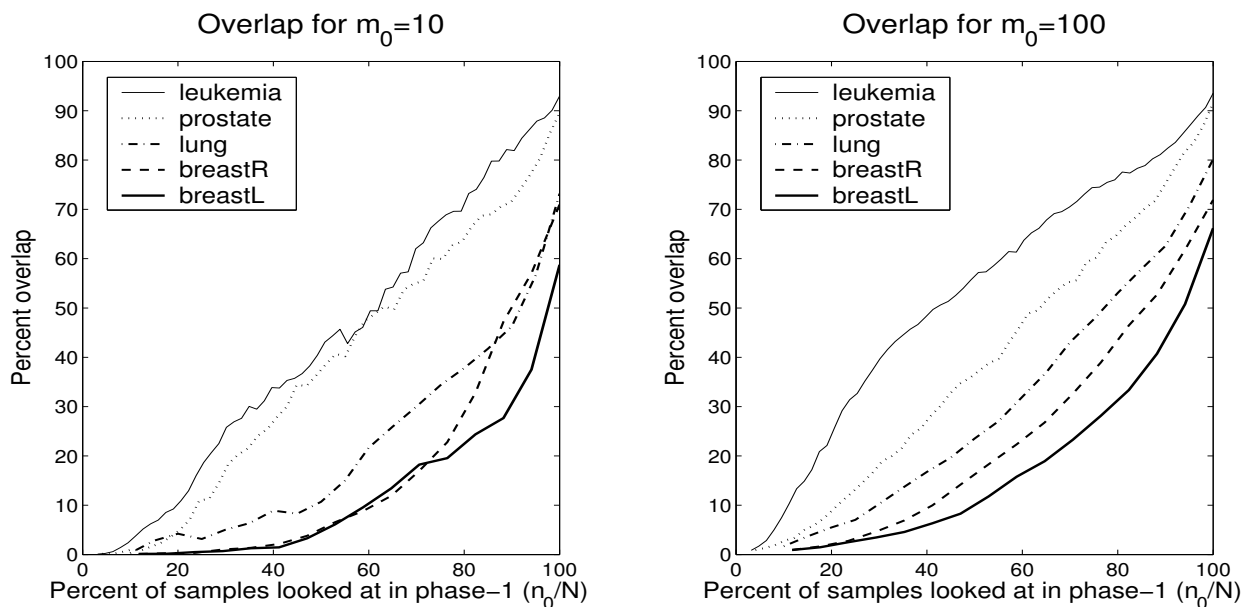 Overlap for m0=10
100
90
80
70
60
50
40
30
20
10
0
Percent overlap
leukemia
prostate
lung
breastR
breastL
0 20 40 60 80 100
Percent of samples looked at in phase−1 (n0/N)
Overlap for m0=100
100
90
80
70
60
50
40
30
20
10
0
Percent overlap
leukemia
prostate
lung
breastR
breastL
0 20 40 60 80 100
Percent of samples looked at in phase−1 (n0/N)